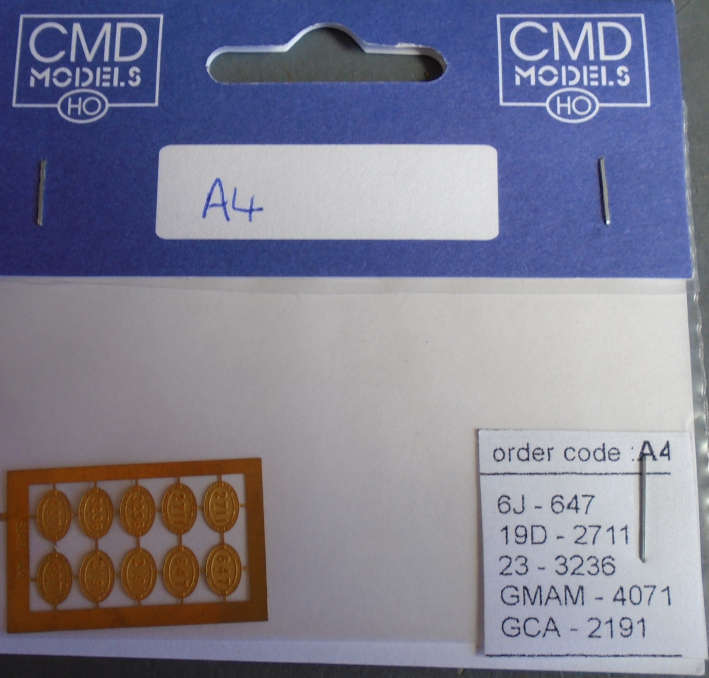 CMD
MODELS
HO
CMD
MODELS
HO
A4
order code : A4
6J - 647
19D - 2711
23 - 3236
GMAM - 4071
GCA - 2191